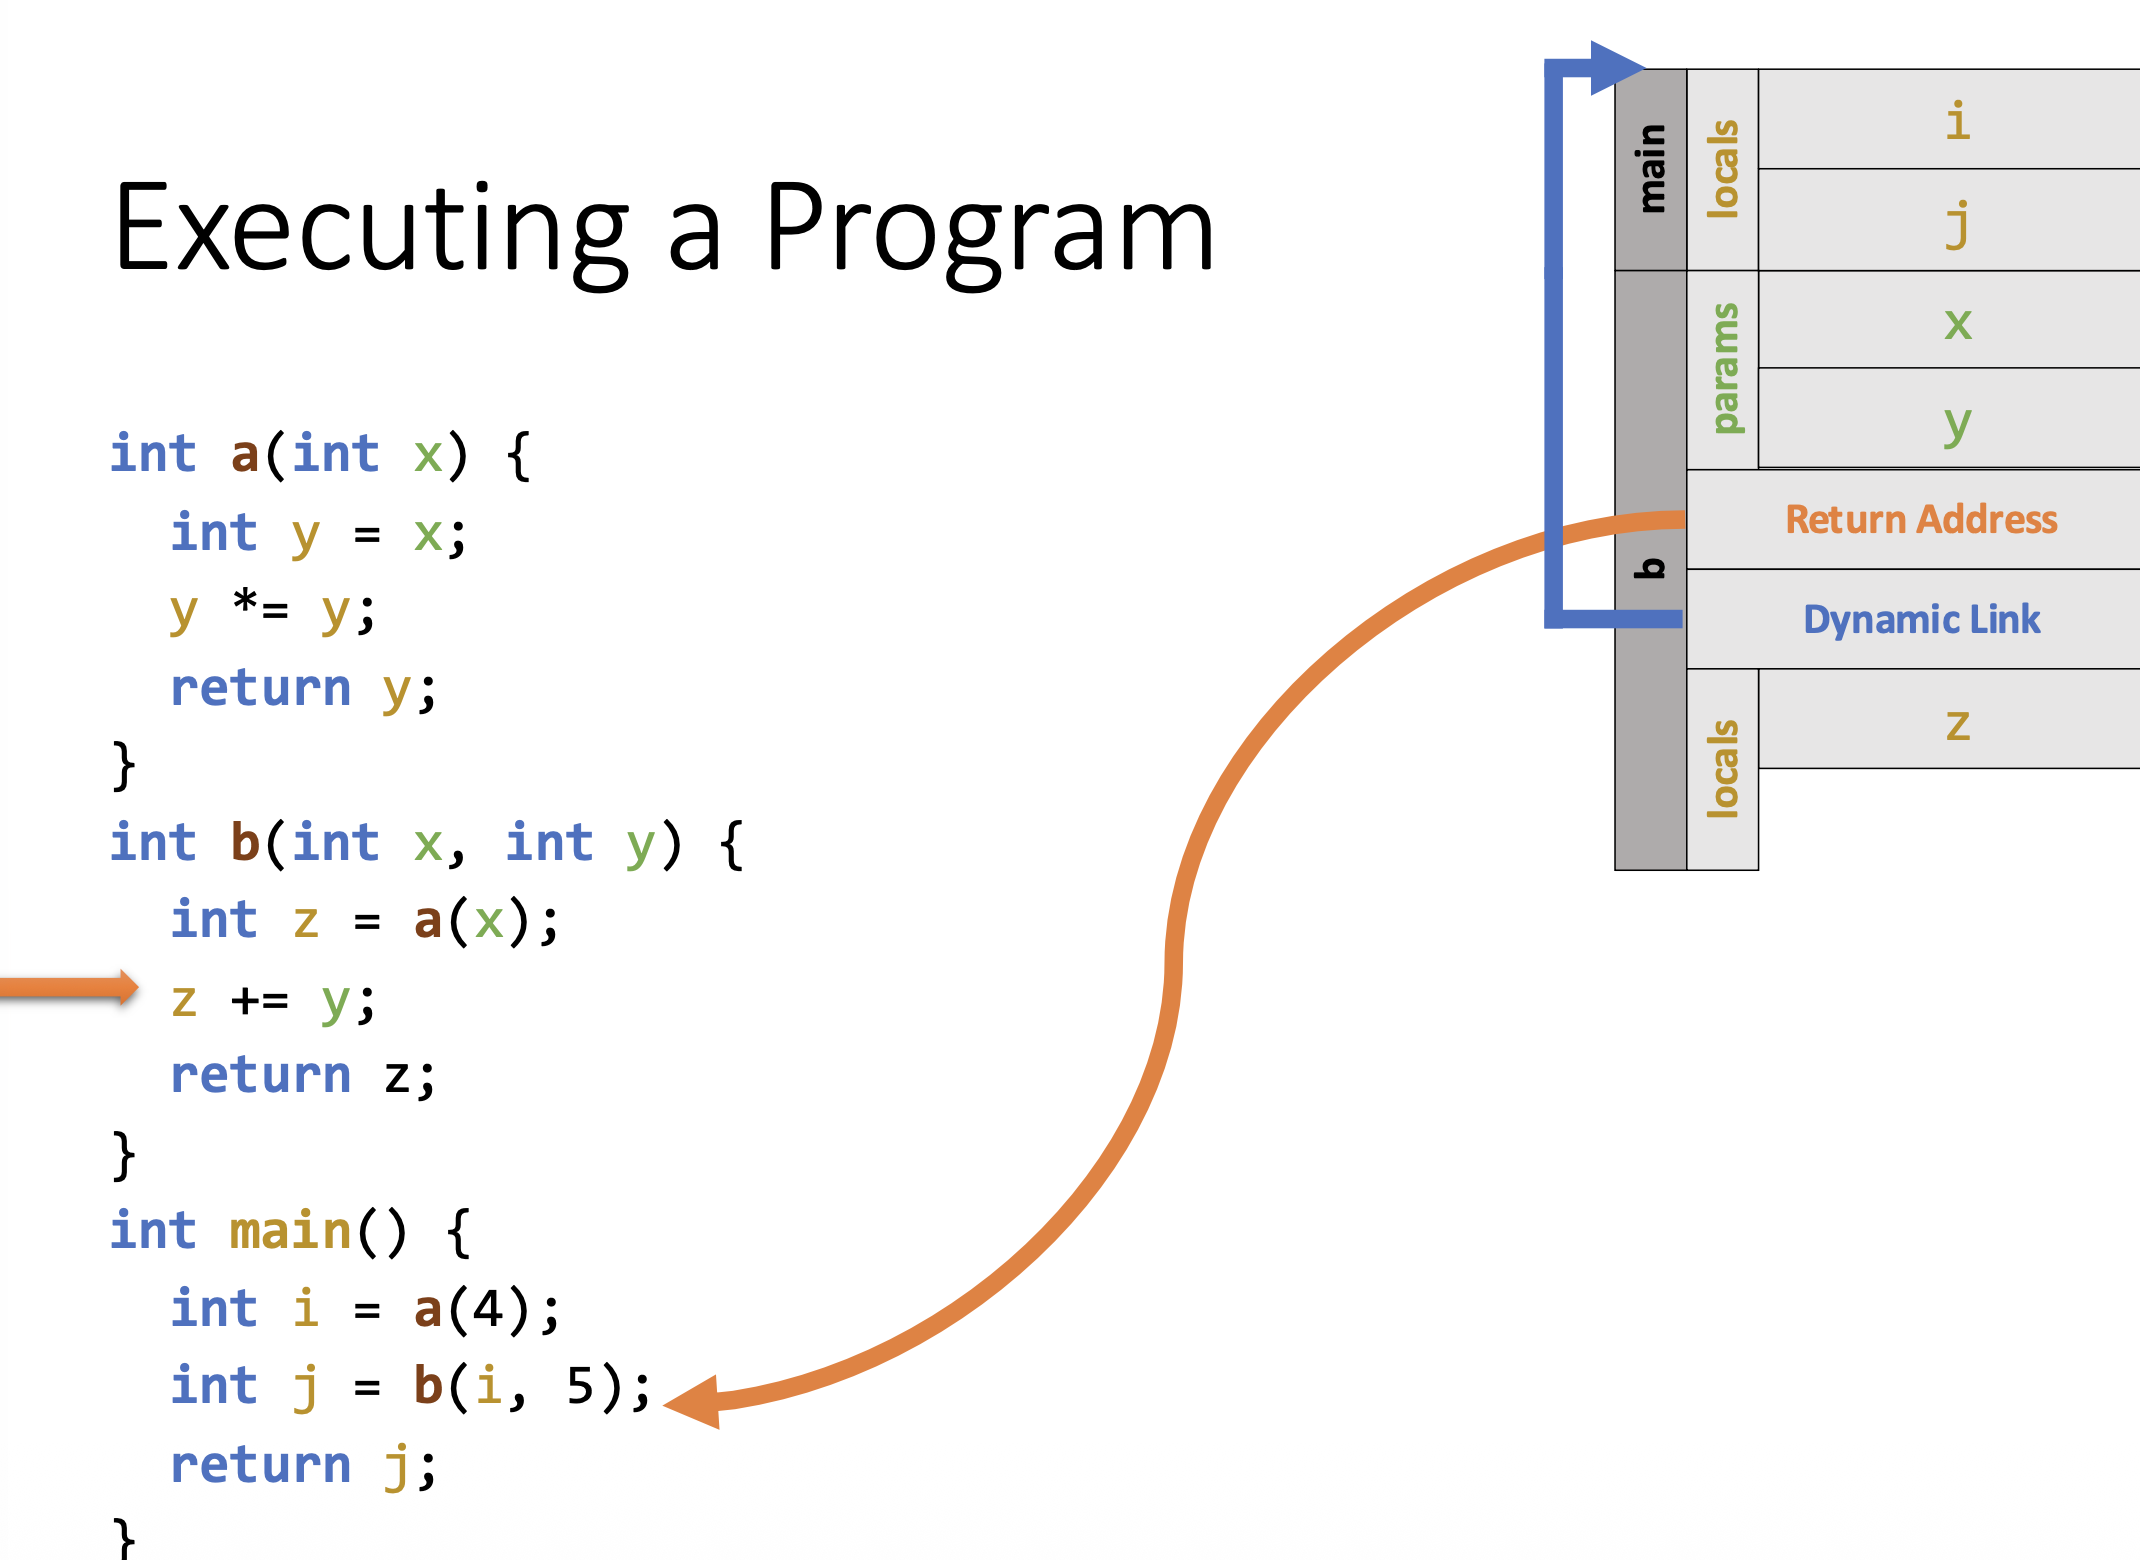 Executing a Program
int a(int x) {
int y = x;
y *= y;
return y;
}
int b(int x, int y) {
int z = a(x);
z += y;
return z;
}
int main() {
int i = a(4);
int j = b(i, 5);
return j;
}
main
locals
i
j
b
params
x
y
Return Address
Dynamic Link
locals
z